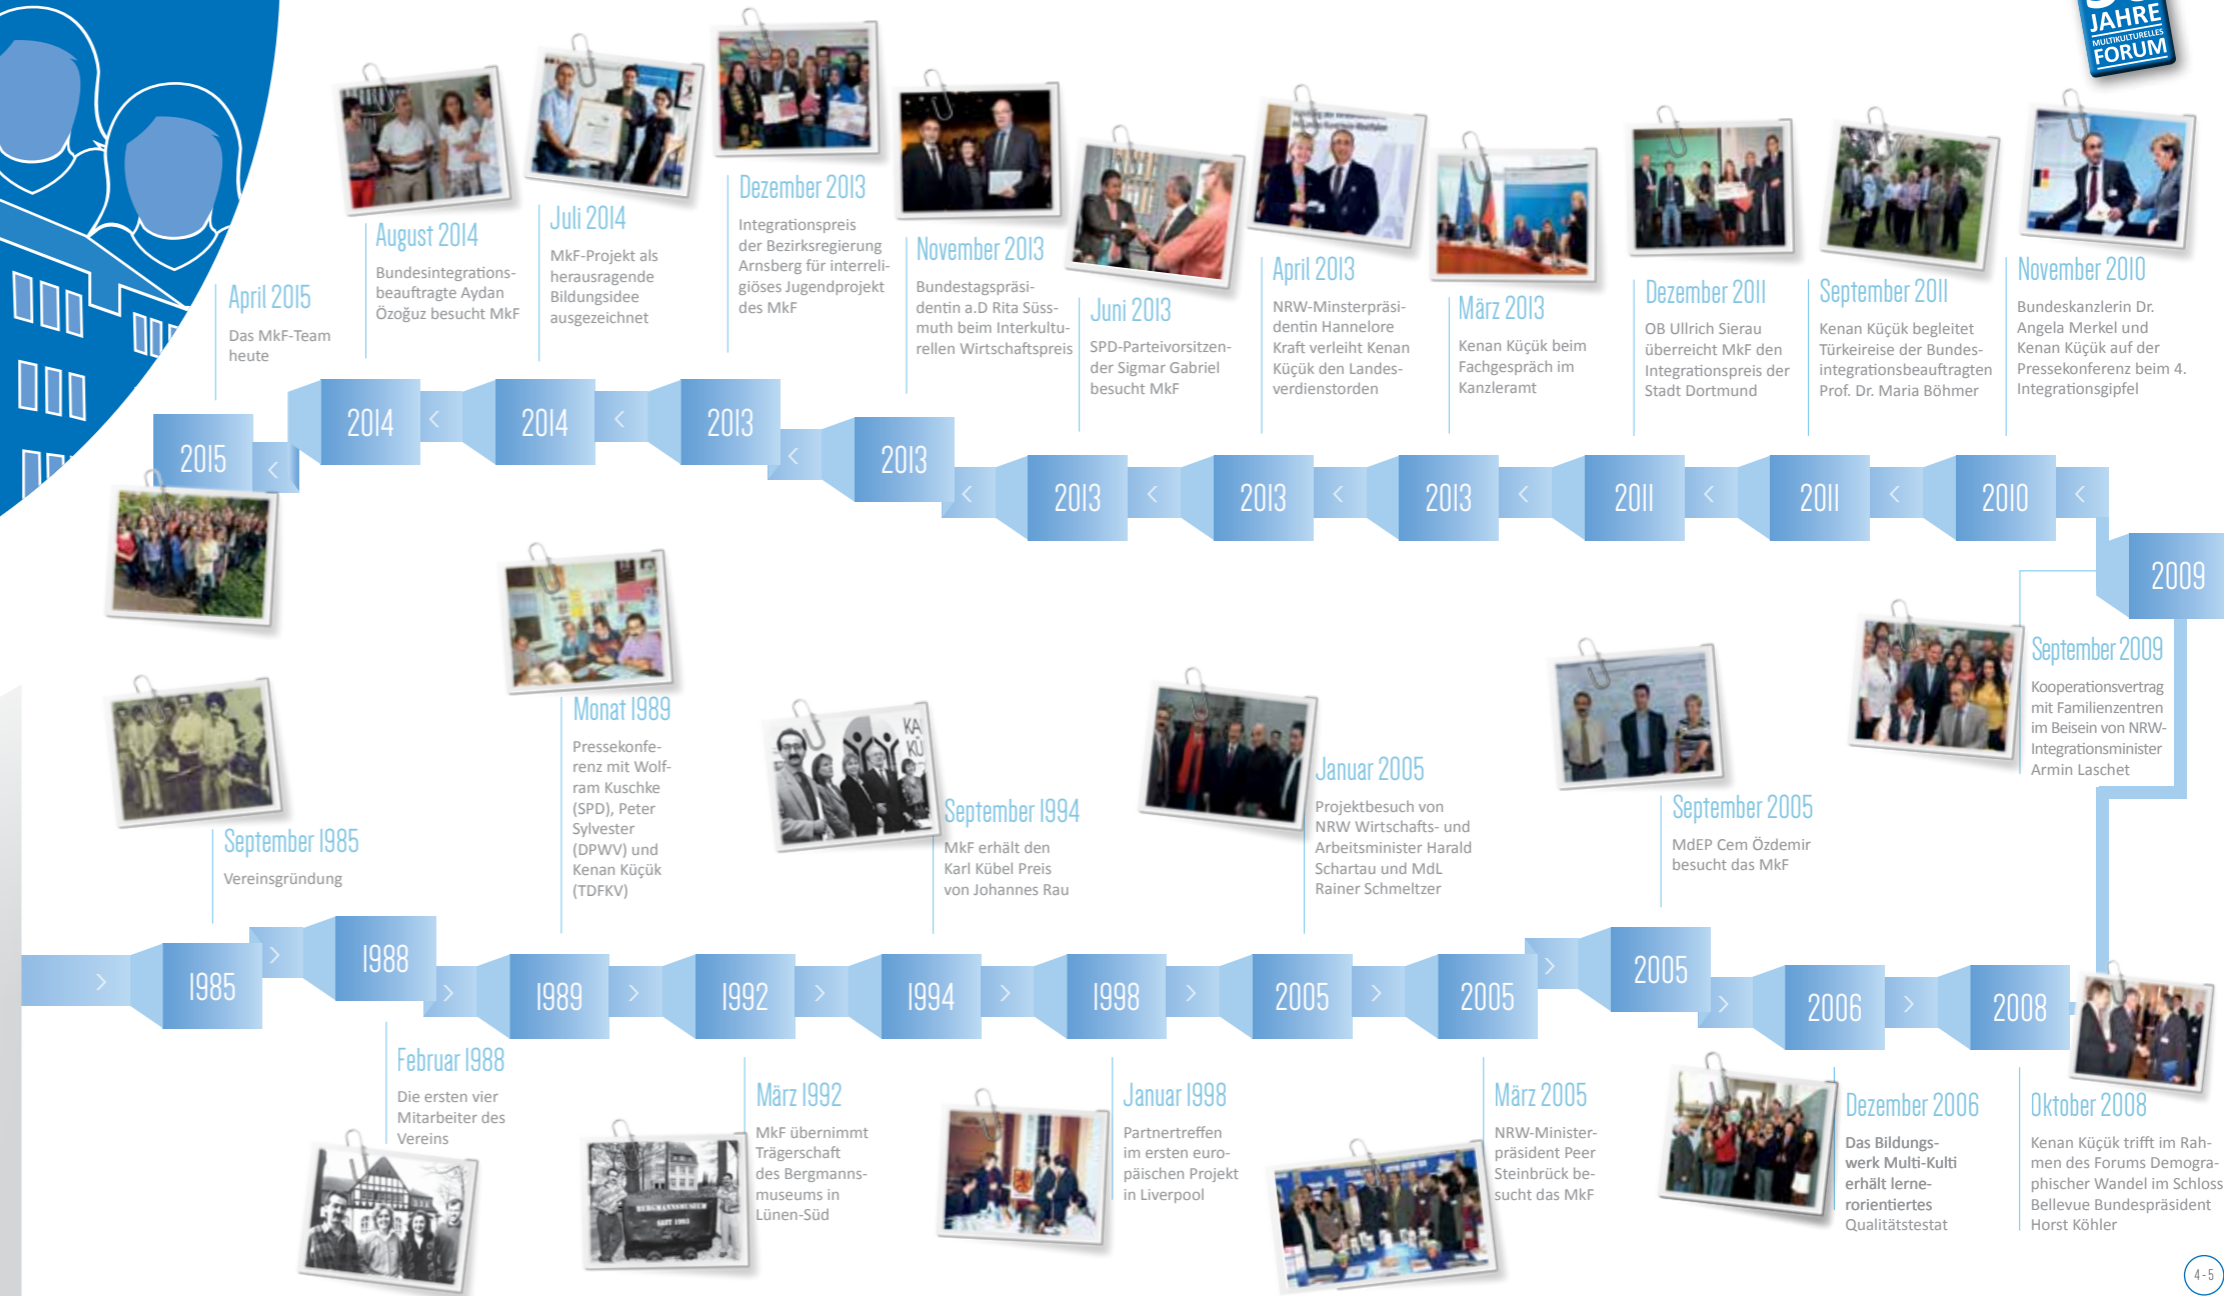 JAHRE
MULTIKULTURELLES
FORUM
April 2015
Das MkF-Team
heute
August 2014
Bundesintegrations-
beauftragte Aydan
Özoğuz besucht MkF
Juli 2014
MkF-Projekt als
herausragende
Bildungsidee
ausgezeichnet
Dezember 2013
Integrationspreis
der Bezirksregierung
Arnsberg für interreli-
giöses Jugendprojekt
des MkF
November 2013
Bundestagspräsi-
dentin a.D Rita Süss-
muth beim Interkultu-
rellen Wirtschaftspreis
Juni 2013
SPD-Parteivorsitzen-
der Sigmar Gabriel
besucht MkF
April 2013
NRW-Minsterpräsi-
dentin Hannelore
Kraft verleiht Kenan
Küçük den Landes-
verdienstorden
März 2013
Kenan Küçük beim
Fachgespräch im
Kanzleramt
Dezember 2011
OB Ullrich Sierau
überreicht MkF den
Integrationspreis der
Stadt Dortmund
September 2011
Kenan Küçük begleitet
Türkeireise der Bundes-
integrationsbeauftragten
Prof. Dr. Maria Böhmer
November 2010
Bundeskanzlerin Dr.
Angela Merkel und
Kenan Küçük auf der
Pressekonferenz beim 4.
Integrationsgipfel
2015
2014
2014
2013
2013
2013
2013
2013
2011
2011
2010
2009
September 2009
Kooperationsvertrag
mit Familienzentren
im Beisein von NRW-
Integrationsminister
Armin Laschet
September 1985
Vereinsgründung
Monat 1989
Pressekonfe-
renz mit Wolf-
ram Kuschke
(SPD), Peter
Sylvester
(DPWV) und
Kenan Küçük
(TDFKV)
KA
KÜ
September 1994
MkF erhält den
Karl Kübel Preis
von Johannes Rau
Januar 2005
Projektbesuch von
NRW Wirtschafts- und
Arbeitsminister Harald
Schartau und MdL
Rainer Schmeltzer
September 2005
MdEP Cem Özdemir
besucht das MkF
1985
1988
1989
1992
1994
1998
2005
2005
2005
2006
2008
Februar 1988
Die ersten vier
Mitarbeiter des
Vereins
BERGMANNSMUSEUM
SEIT 1992
März 1992
MkF übernimmt
Trägerschaft
des Bergmanns-
museums in
Lünen-Süd
Januar 1998
Partnertreffen
im ersten euro-
päischen Projekt
in Liverpool
März 2005
NRW-Minister-
präsident Peer
Steinbrück be-
sucht das MkF
Dezember 2006
Das Bildungs-
werk Multi-Kulti
erhält lerne-
rorientiertes
Qualitätstestat
Oktober 2008
Kenan Küçük trifft im Rah-
men des Forums Demogra-
phischer Wandel im Schloss
Bellevue Bundespräsident
Horst Köhler
4-5